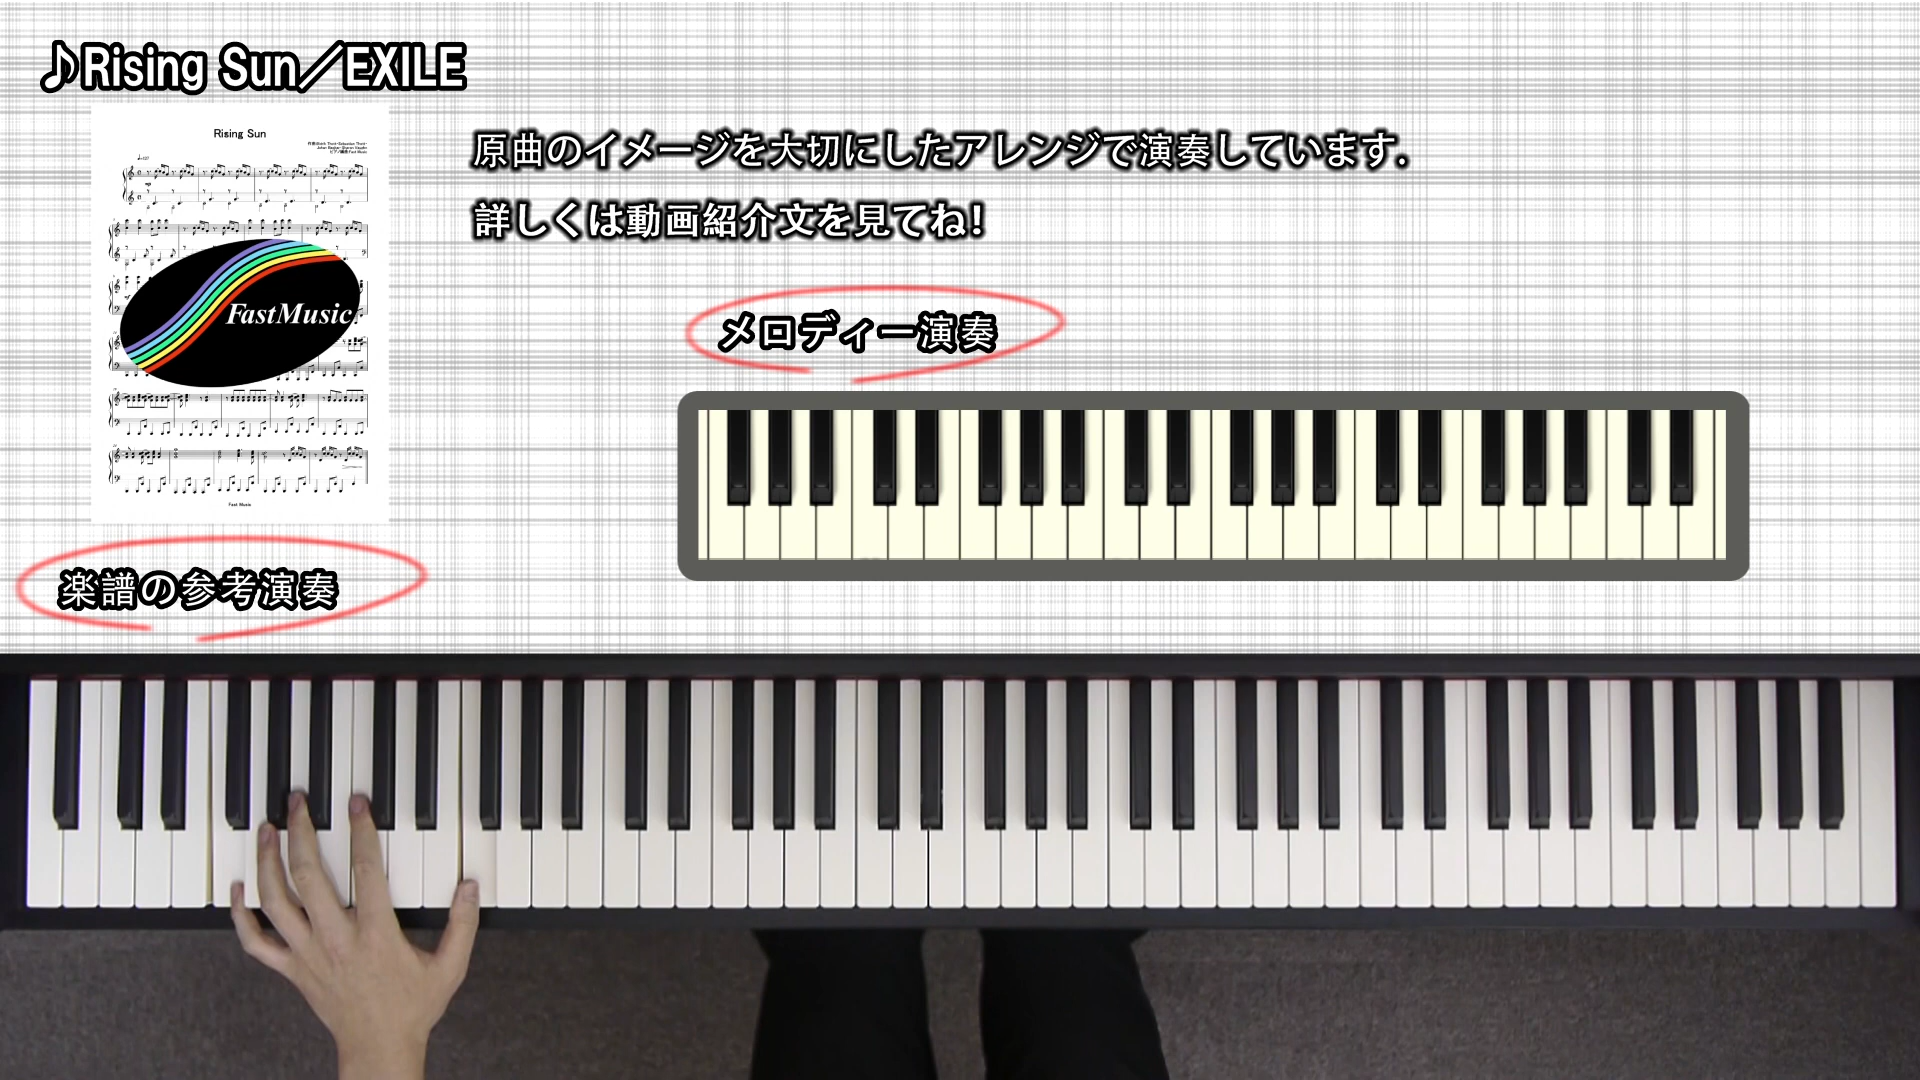 ♪Rising Sun／EXILE
Rising Sun
原曲のイメージを大切にしたアレンジで演奏しています.
詳しくは動画紹介文を見てね!
FastMusic
メロディー演奏
Fast Music
楽譜の参考演奏